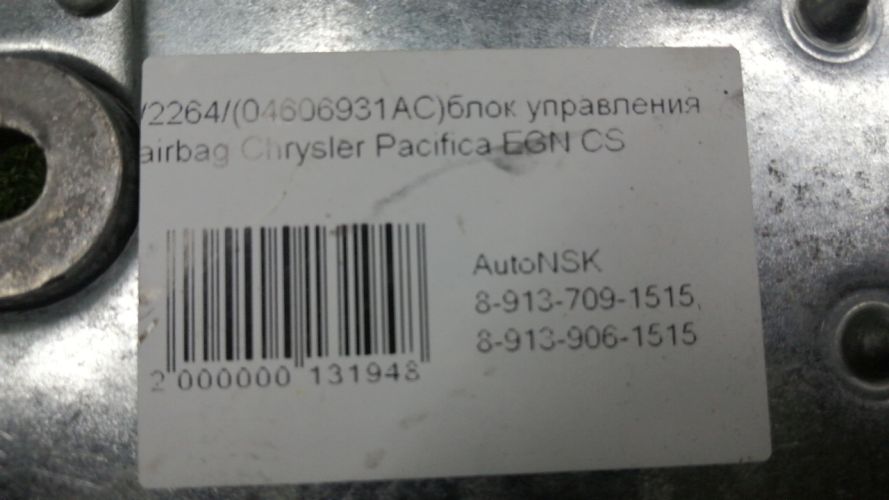 /2264/(04606931AC)блок управления
airbag Chrysler Pacifica EGN CS
AutoNSK
8-913-709-1515,
8-913-906-1515
2 000000 131948